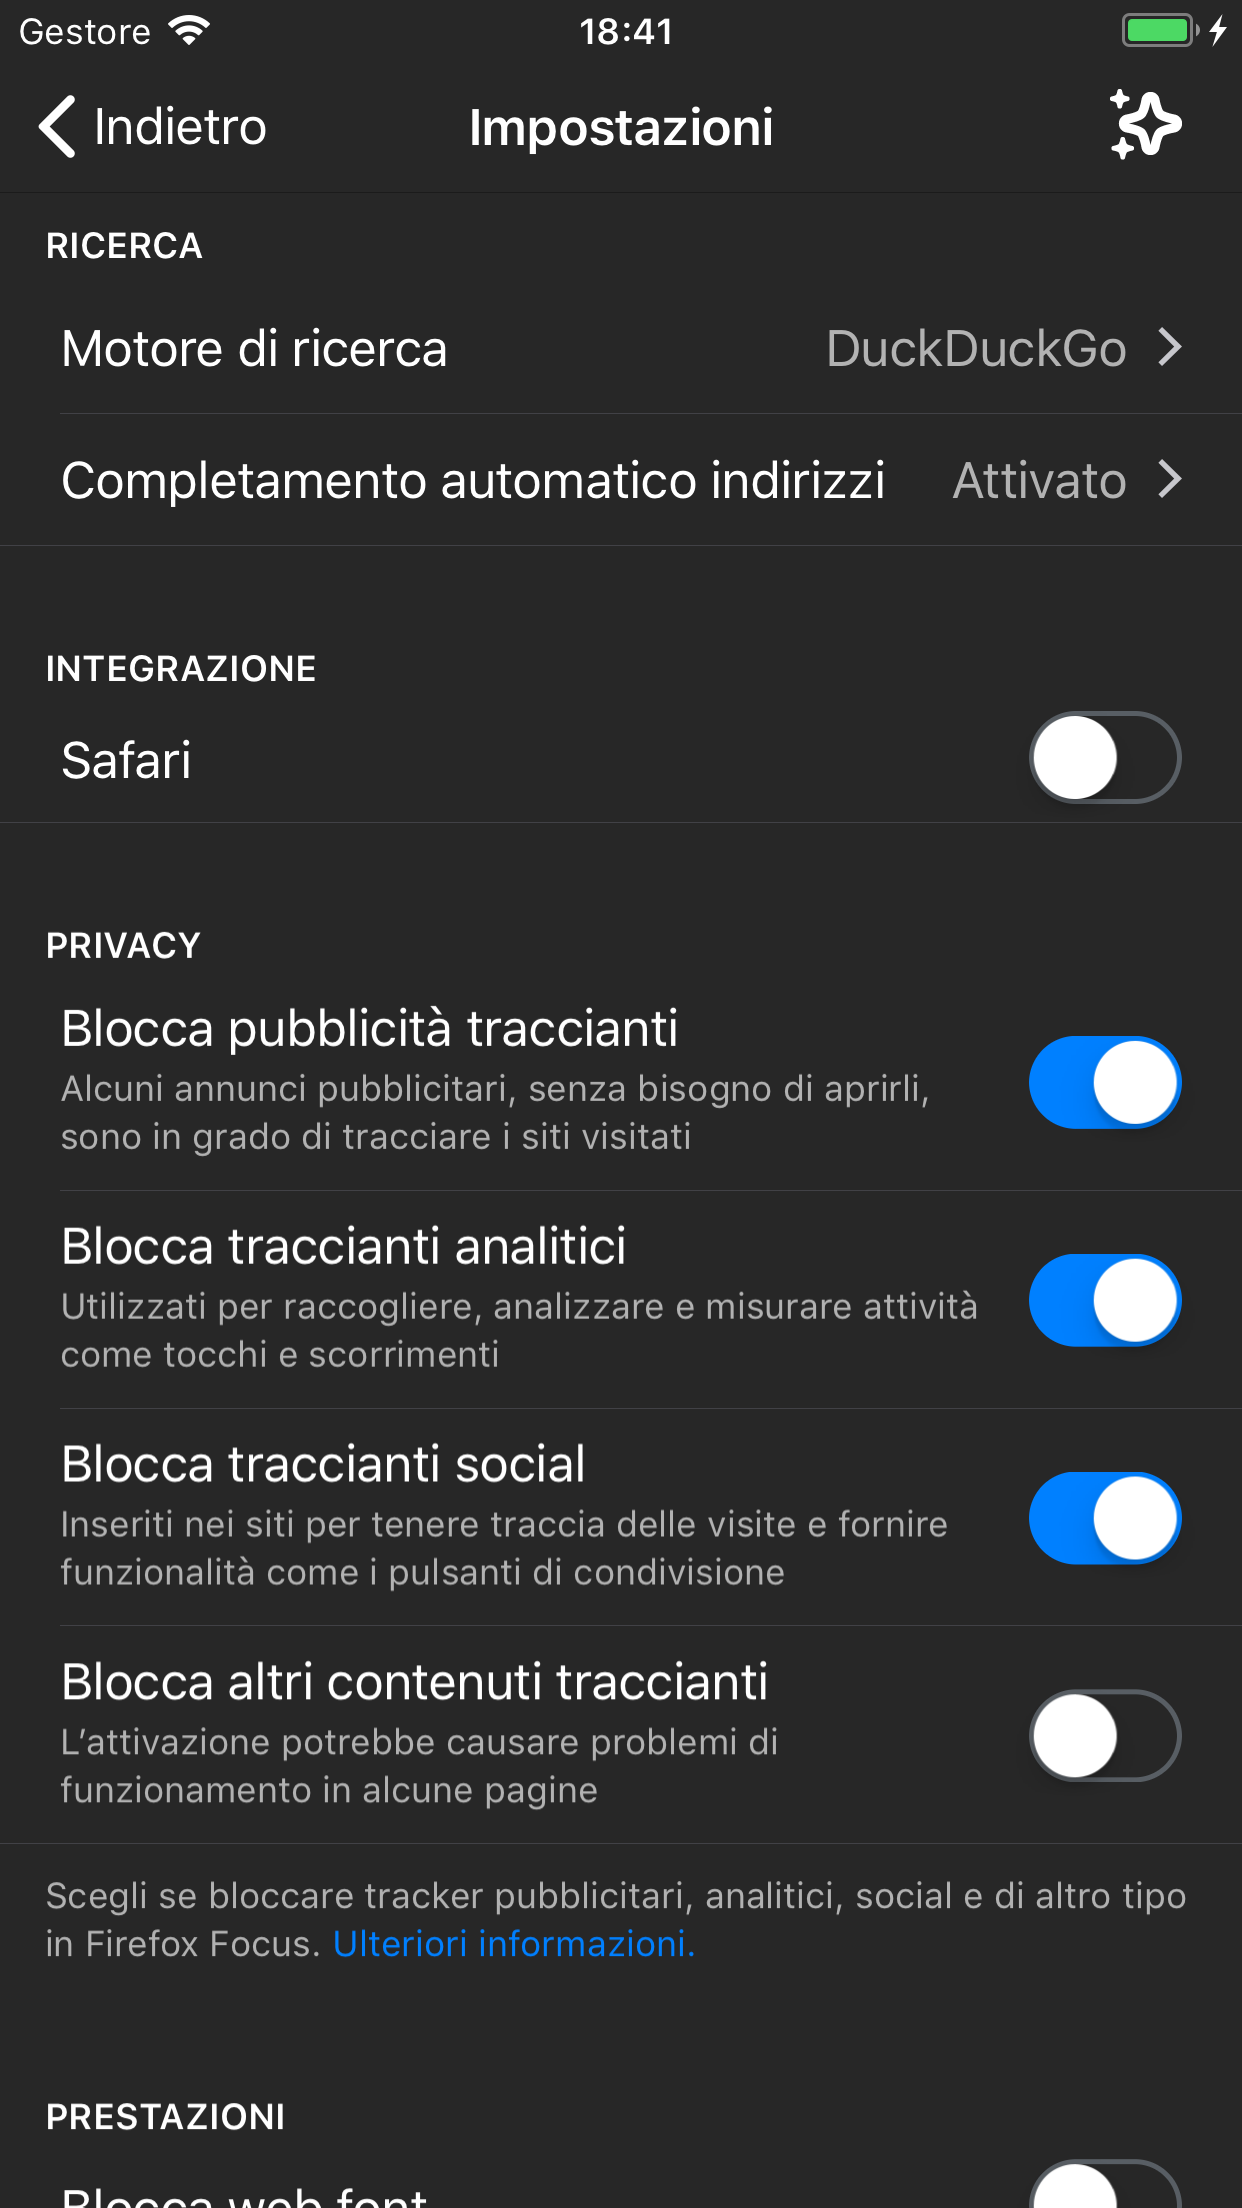 Gestore
18:41
Indietro
Impostazioni
RICERCA
Motore di ricerca
DuckDuckGo
Completamento automatico indirizzi
Attivato
INTEGRAZIONE
Safari
PRIVACY
Blocca pubblicità traccianti
Alcuni annunci pubblicitari, senza bisogno di aprirli,
sono in grado di tracciare i siti visitati
Blocca traccianti analitici
Utilizzati per raccogliere, analizzare e misurare attività
come tocchi e scorrimenti
Blocca traccianti social
Inseriti nei siti per tenere traccia delle visite e fornire
funzionalità come i pulsanti di condivisione
Blocca altri contenuti traccianti
L’attivazione potrebbe causare problemi di
funzionamento in alcune pagine
Scegli se bloccare tracker pubblicitari, analitici, social e di altro tipo
in Firefox Focus. Ulteriori informazioni.
PRESTAZIONI
Blocca web font